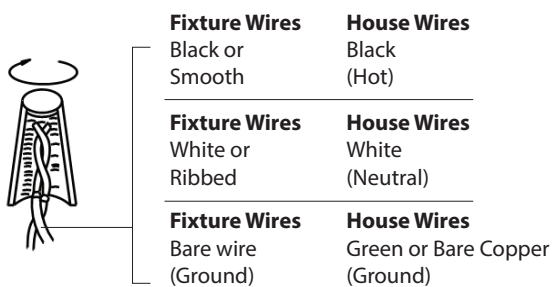 Fixture Wires House Wires
Black or Black
Smooth (Hot)
Fixture Wires House Wires
White or White
Ribbed (Neutral)
Fixture Wires House Wires
Bare wire Green or Bare Copper
(Ground) (Ground)